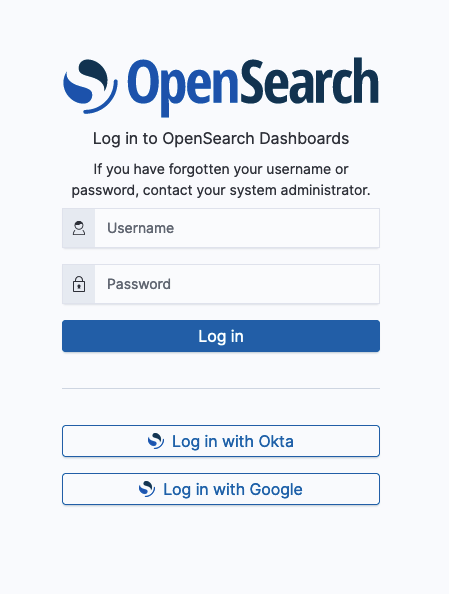 OpenSearch
Log in to OpenSearch Dashboards
If you have forgotten your username or
password, contact your system administrator.
Username
Password
Log in
Log in with Okta
Log in with Google